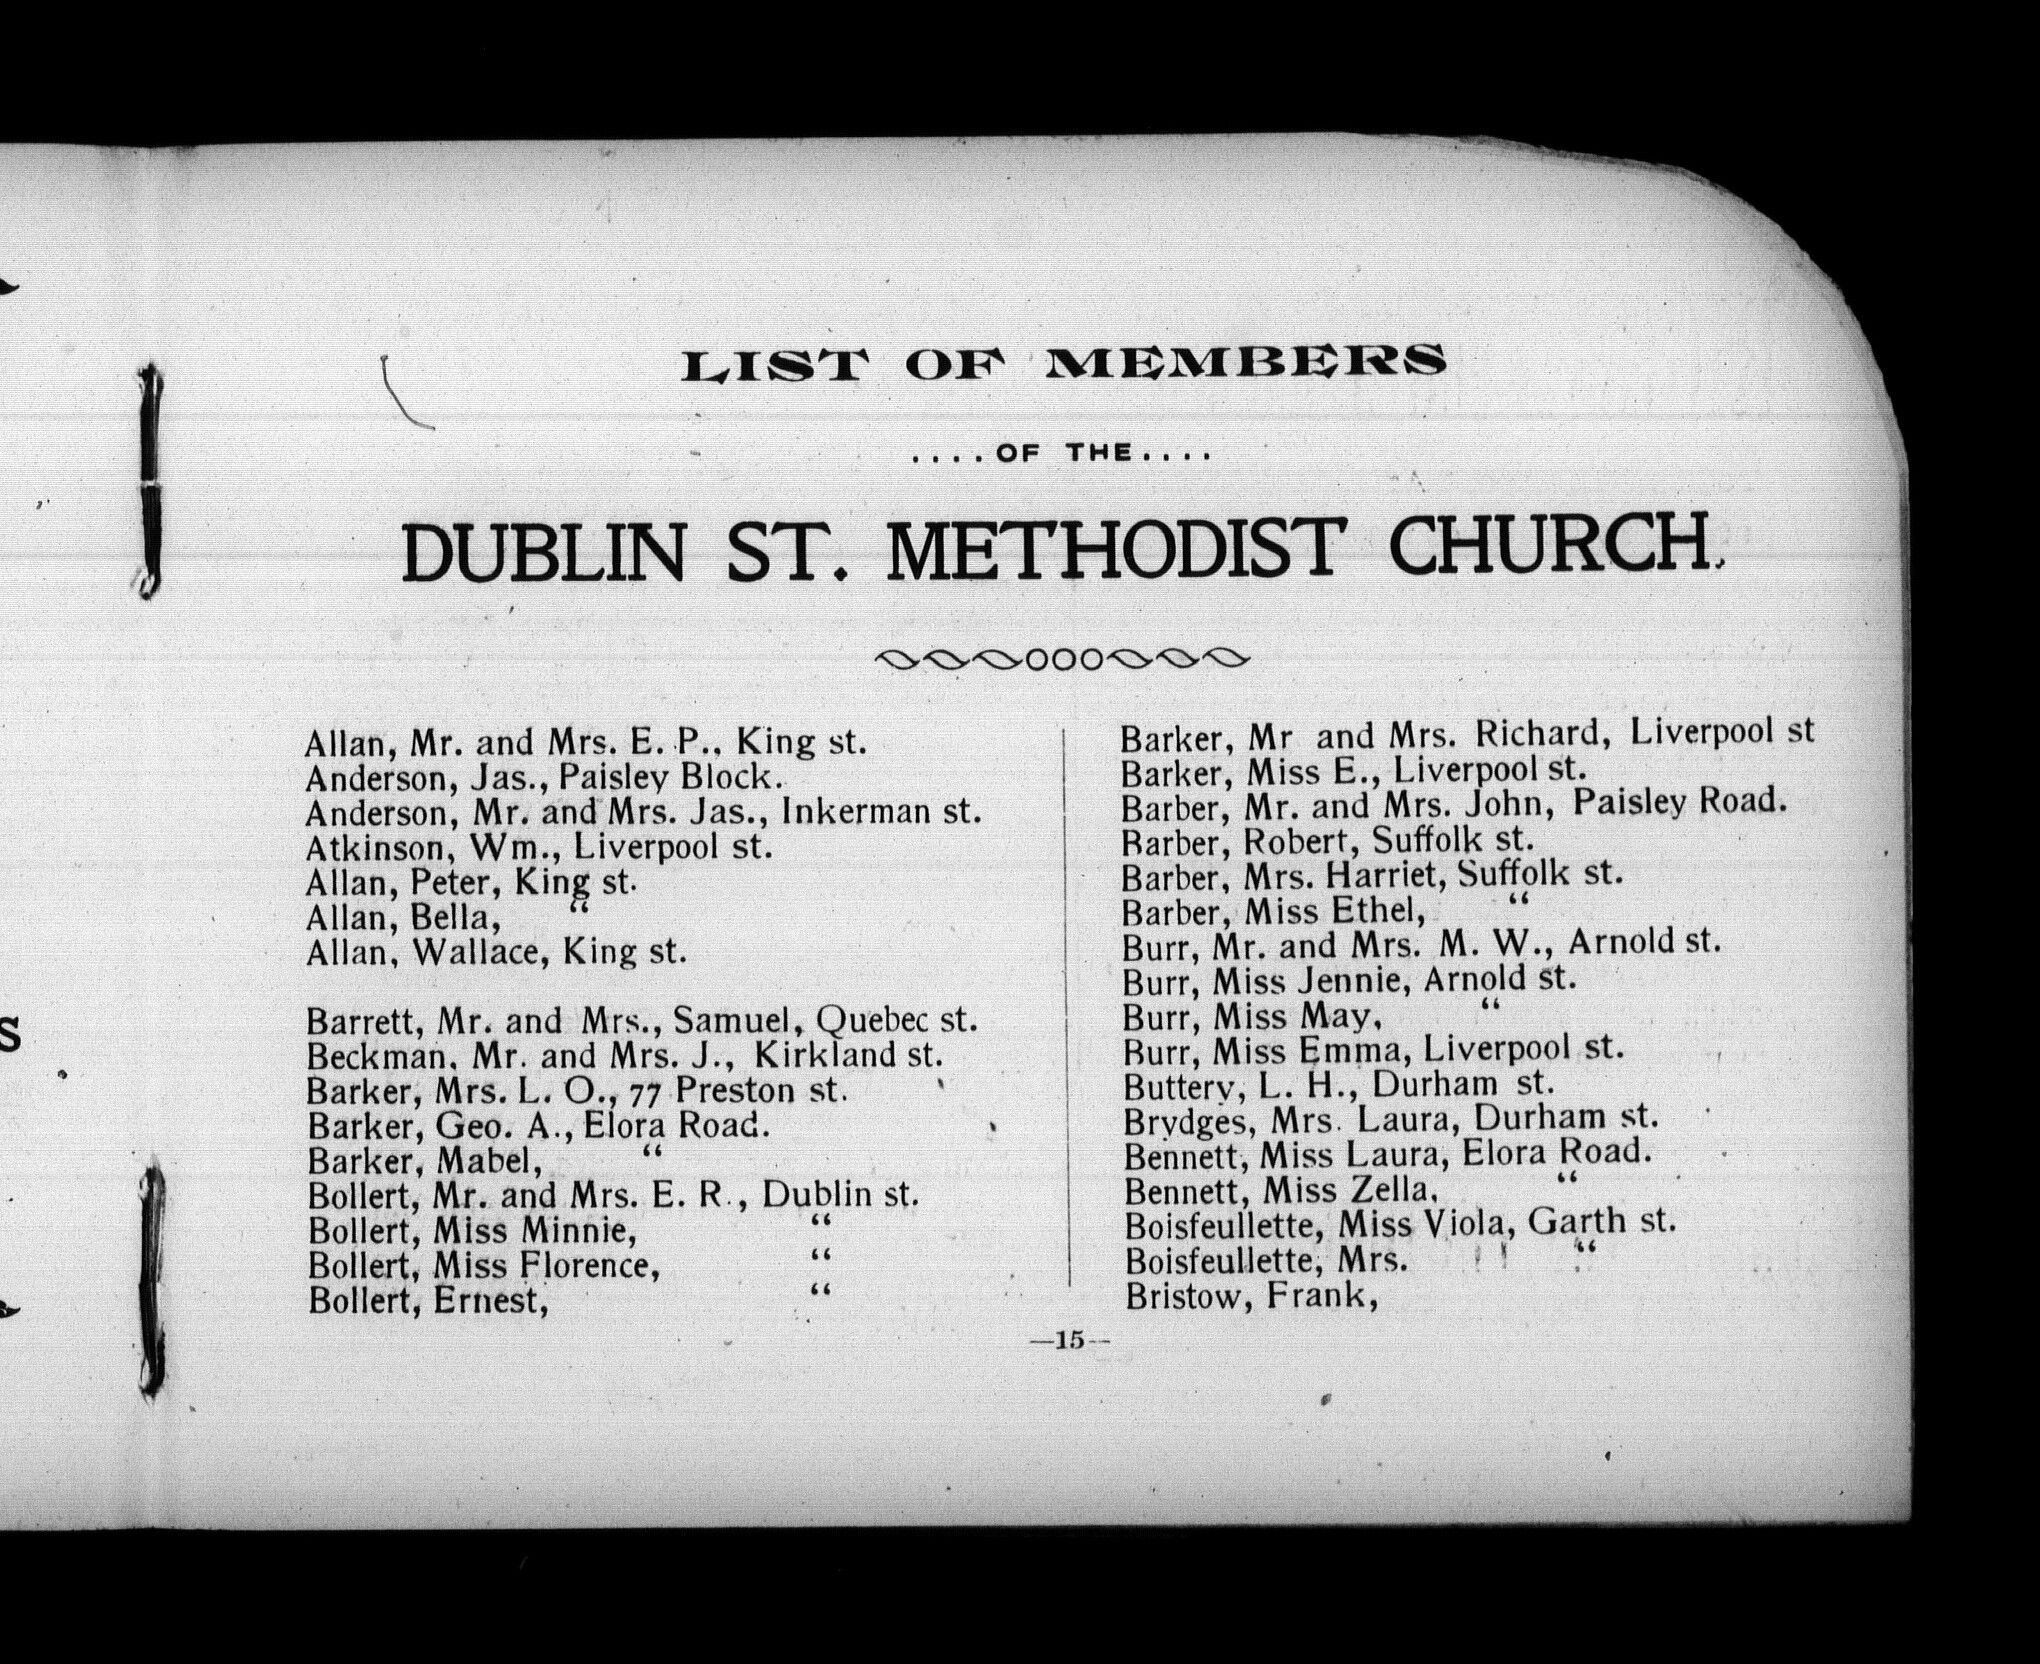 LIST OF MEMBERS
....OF THE....
DUBLIN ST. METHODIST CHURCH.
Allan, Mr. and Mrs. E. P., King st.
Anderson, Jas., Paisley Block.
Anderson, Mr. and Mrs. Jas., Inkerman st.
Atkinson, Wm., Liverpool st.
Allan, Peter, King st.
Allan, Bella, “
Allan, Wallace, King st.
Barrett, Mr. and Mrs., Samuel, Quebec st.
Beckman, Mr. and Mrs. J., Kirkland st.
Barker, Mrs. L. O., 77 Preston st.
Barker, Geo. A., Elora Road.
Barker, Mabel, “
Bollert, Mr. and Mrs. E. R., Dublin st.
Bollert, Miss Minnie, “
Bollert, Miss Florence, “
Bollert, Ernest, “
Barker, Mr and Mrs. Richard, Liverpool st
Barker, Miss E., Liverpool st.
Barber, Mr. and Mrs. John, Paisley Road.
Barber, Robert, Suffolk st.
Barber, Mrs. Harriet, Suffolk st.
Barber, Miss Ethel, “
Burr, Mr. and Mrs. M. W., Arnold st.
Burr, Miss Jennie, Arnold st.
Burr, Miss May, “
Burr, Miss Emma, Liverpool st.
Buttery, L. H., Durham st.
Brydges, Mrs. Laura, Durham st.
Bennett, Miss Laura, Elora Road.
Bennett, Miss Zella, “
Boisfeullette, Miss Viola, Garth st.
Boisfeullette, Mrs. “
Bristow, Frank,
—15—